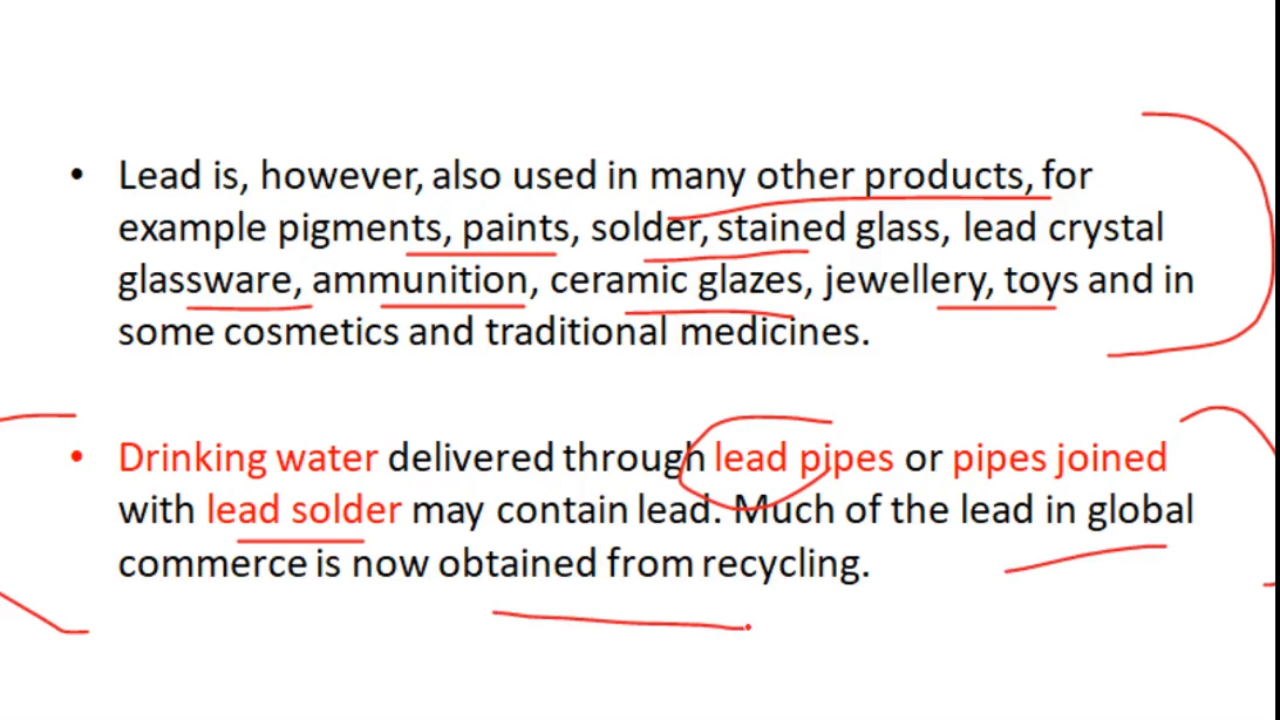 • Lead is, however, also used in many other products, for
example pigments, paints, solder, stained glass, lead crystal
glassware, ammunition, ceramic glazes, jewellery, toys and in
some cosmetics and traditional medicines.
• Drinking water delivered through lead pipes or pipes joined
with lead solder may contain lead. Much of the lead in global
commerce is now obtained from recycling.